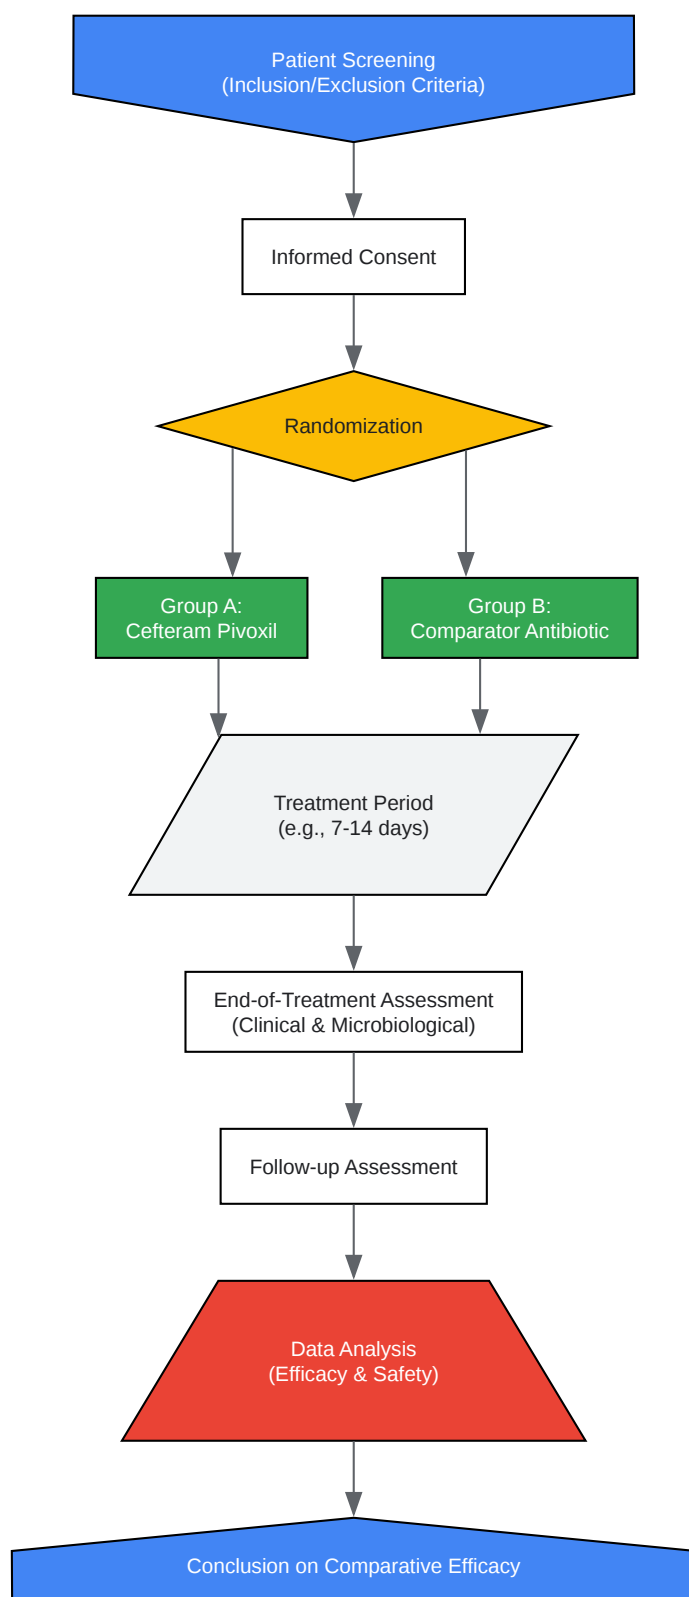 Patient Screening
(Inclusion/Exclusion Criteria)
Informed Consent
Randomization
Group A:
Cefteram Pivoxil
Group B:
Comparator Antibiotic
Treatment Period
(e.g., 7-14 days)
End-of-Treatment Assessment
(Clinical & Microbiological)
Follow-up Assessment
Data Analysis
(Efficacy & Safety)
Conclusion on Comparative Efficacy